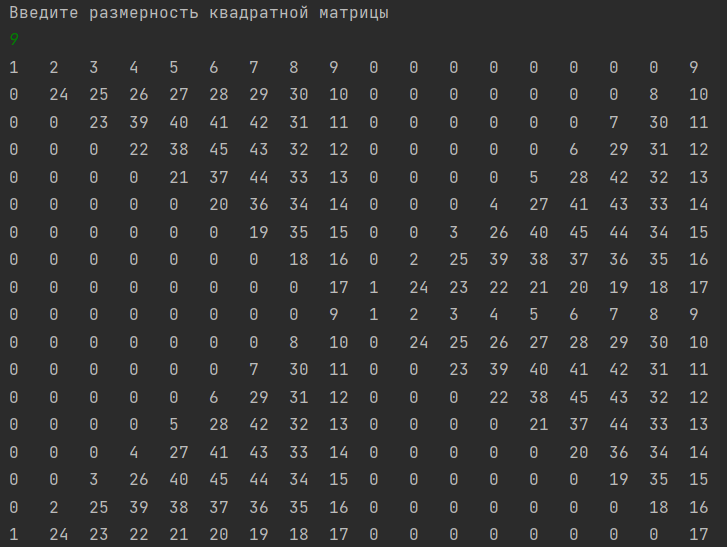 Введите размерность квадратной матрицы
9
1 2 3 4 5 6 7 8 9 0 0 0 0 0 0 0 0 9
0 24 25 26 27 28 29 30 10 0 0 0 0 0 0 0 8 10
0 0 23 39 40 41 42 31 11 0 0 0 0 0 0 7 30 11
0 0 0 22 38 45 43 32 12 0 0 0 0 0 6 29 31 12
0 0 0 0 21 37 44 33 13 0 0 0 0 5 28 42 32 13
0 0 0 0 0 20 36 34 14 0 0 0 4 27 41 43 33 14
0 0 0 0 0 0 19 35 15 0 0 3 26 40 45 44 34 15
0 0 0 0 0 0 0 18 16 0 2 25 39 38 37 36 35 16
0 0 0 0 0 0 0 0 17 1 24 23 22 21 20 19 18 17
0 0 0 0 0 0 0 0 9 1 2 3 4 5 6 7 8 9
0 0 0 0 0 0 0 8 10 0 24 25 26 27 28 29 30 10
0 0 0 0 0 0 7 30 11 0 0 23 39 40 41 42 31 11
0 0 0 0 0 6 29 31 12 0 0 0 22 38 45 43 32 12
0 0 0 0 5 28 42 32 13 0 0 0 0 21 37 44 33 13
0 0 0 4 27 41 43 33 14 0 0 0 0 0 20 36 34 14
0 0 3 26 40 45 44 34 15 0 0 0 0 0 0 19 35 15
0 2 25 39 38 37 36 35 16 0 0 0 0 0 0 0 18 16
1 24 23 22 21 20 19 18 17 0 0 0 0 0 0 0 0 17